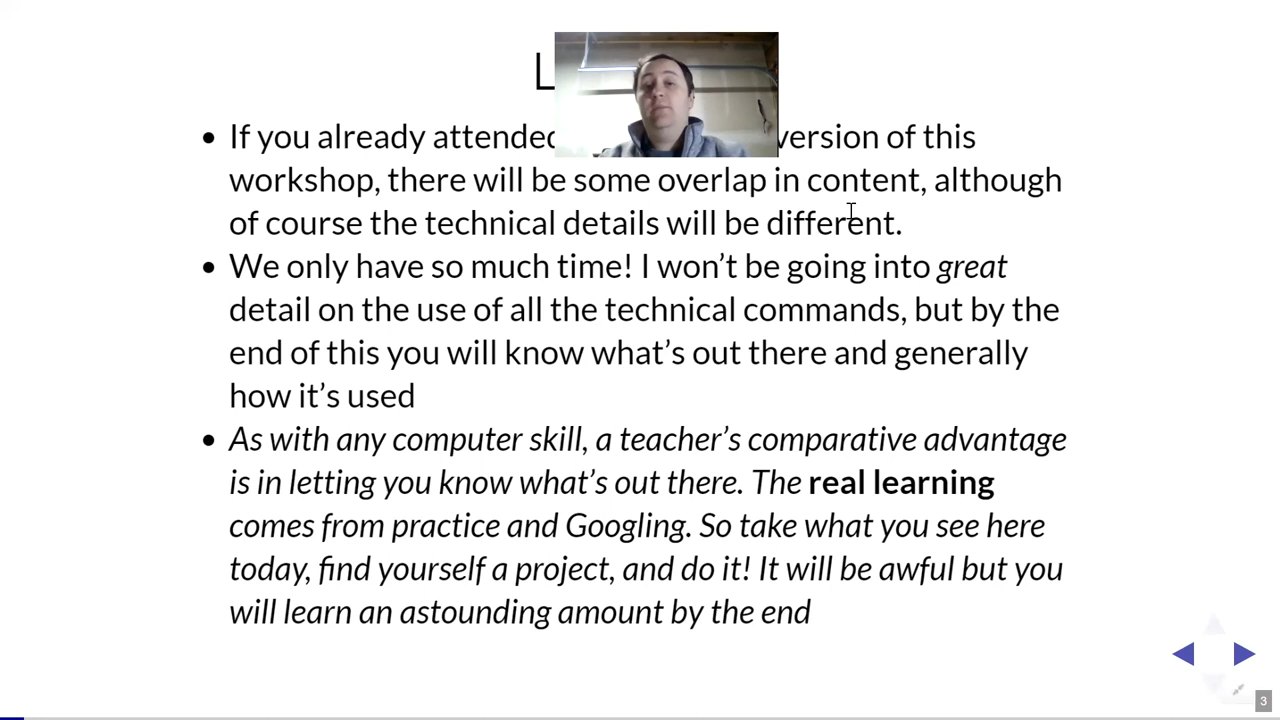 L
If you already attended version of this
workshop, there will be some overlap in content, although
of course the technical details will be different.
We only have so much time! I won’t be going into great
detail on the use of all the technical commands, but by the
end of this you will know what’s out there and generally
how it’s used
As with any computer skill, a teacher’s comparative advantage
is in letting you know what’s out there. The real learning
comes from practice and Googling. So take what you see here
today, find yourself a project, and do it! It will be awful but you
will learn an astounding amount by the end
3